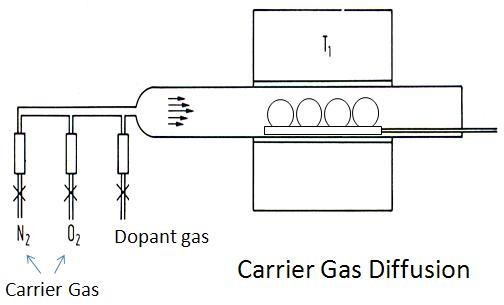 T₁
N₂ O₂ Dopant gas
Carrier Gas
Carrier Gas Diffusion